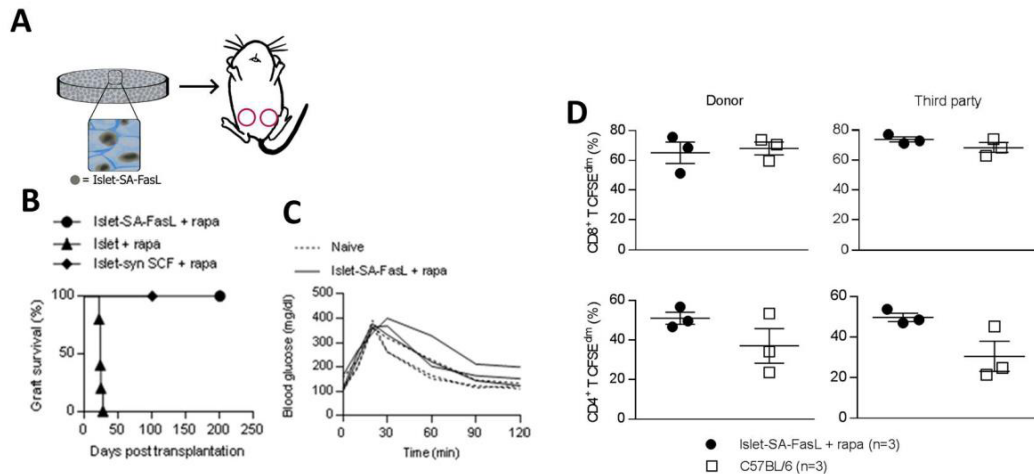 A
= Islet-SA-FasL
B
Islet-SA-FasL + rapa
Islet + rapa
Islet-syn SCF + rapa
Graft survival (%)
100
50
0
0 50 100 150 200 250
Days post transplantation
C
Naive
Islet-SA-FasL + rapa
Blood glucose (mg/dl)
500
400
300
200
100
0
0 30 60 90 120
Time (min)
D
Donor
Third party
CD8+ T CFSEdim (%)
80
60
40
20
0
80
60
40
20
0
CD4+ T CFSEdim (%)
60
40
20
0
60
40
20
0
Islet-SA-FasL + rapa (n=3)
C57BL/6 (n=3)